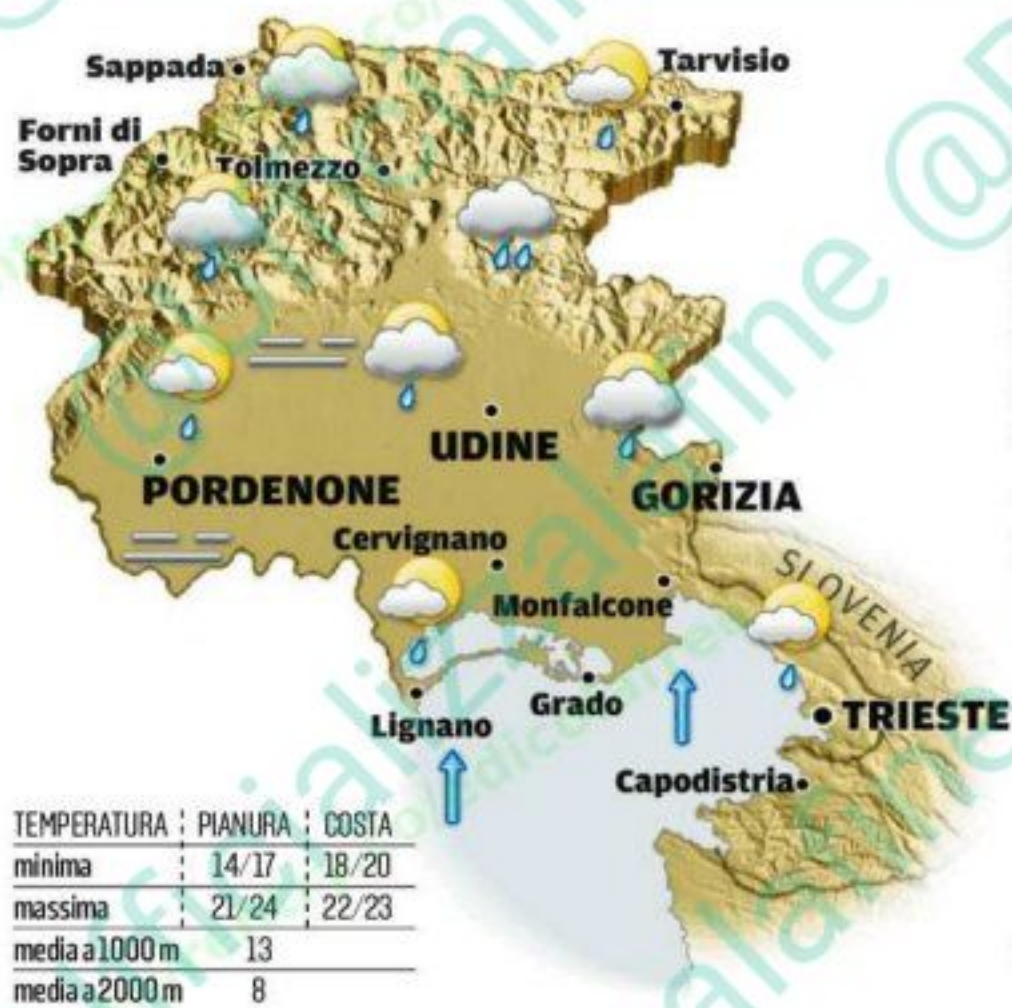 Sappada
Tarvisio
Forni di
Sopra
Tolmezzo
UDINE
PORDENONE
GORIZIA
Cervignano
SLOVENIA
Monfalcone
Grado
Lignano
TRIESTE
Capodistria
TEMPERATURA PIANURA COSTA
minima 14/17 18/20
massima 21/24 22/23
media a 1000 m 13
media a 2000 m 8